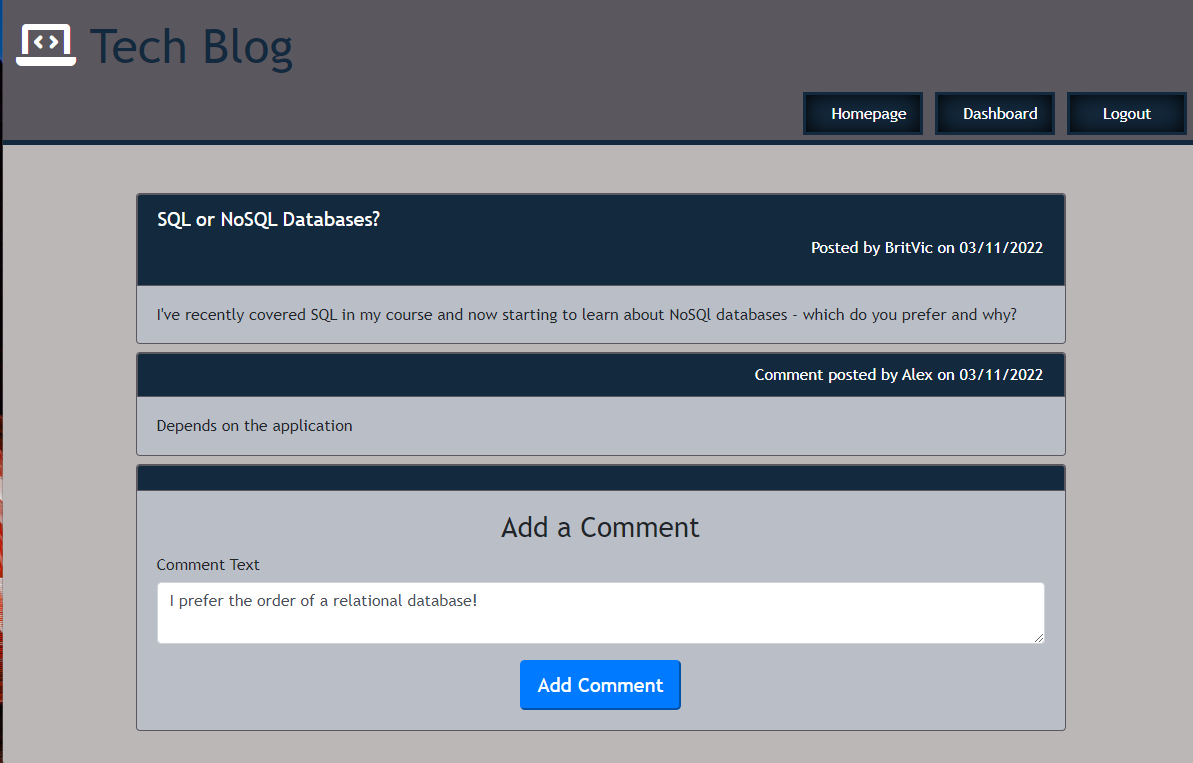 Tech Blog
Homepage Dashboard Logout
SQL or NoSQL Databases?
Posted by BritVic on 03/11/2022
I've recently covered SQL in my course and now starting to learn about NoSQl databases - which do you prefer and why?
Comment posted by Alex on 03/11/2022
Depends on the application
Add a Comment
Comment Text
I prefer the order of a relational database!
Add Comment